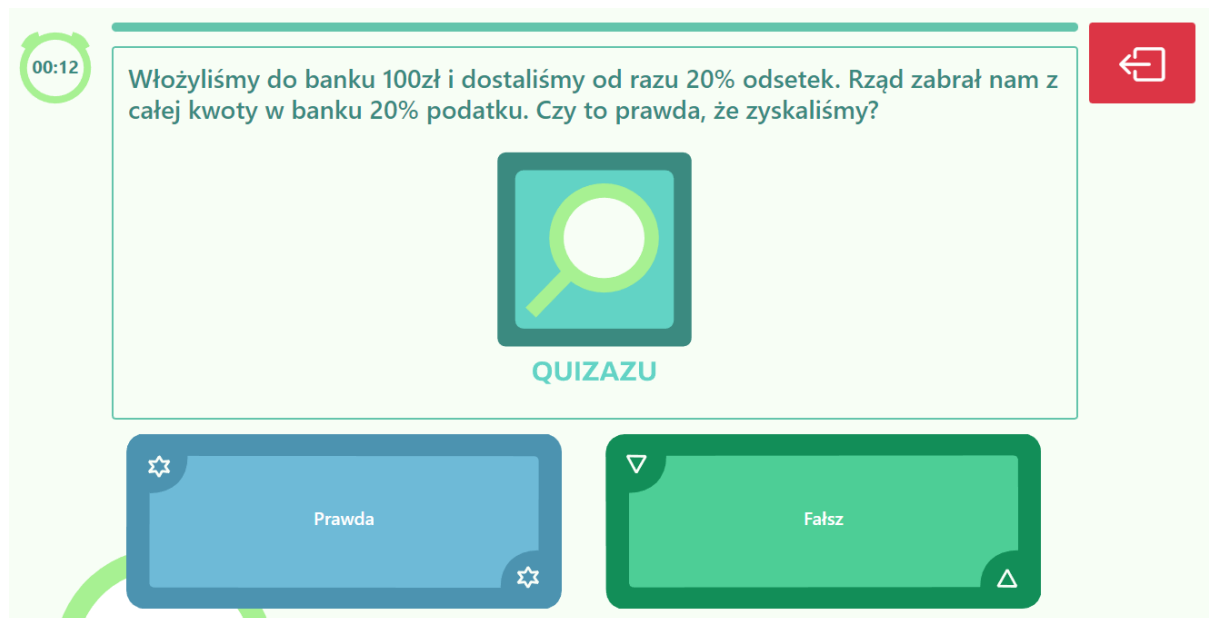 00:12
Włożyliśmy do banku 100zł i dostaliśmy od razu 20% odsetek. Rząd zabrał nam z
całej kwoty w banku 20% podatku. Czy to prawda, że zyskaliśmy?
QUIZAZU
Prawda
Fałsz